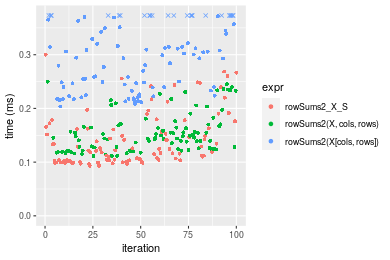 0.3
0.2
0.1
0.0
time (ms)
0
25
50
75
100
iteration
expr
rowSums2_X_S
rowSums2(X, cols, rows)
rowSums2(X[cols, rows])